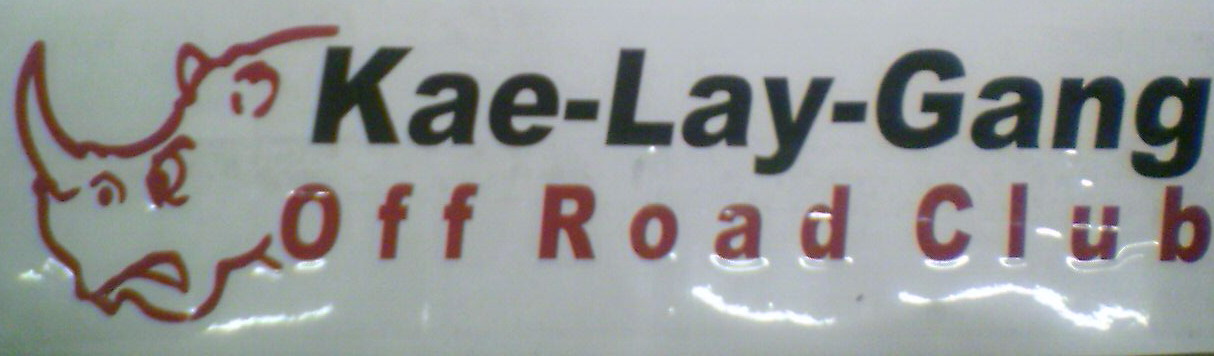 Kae-Lay-Gang
Off Road Club